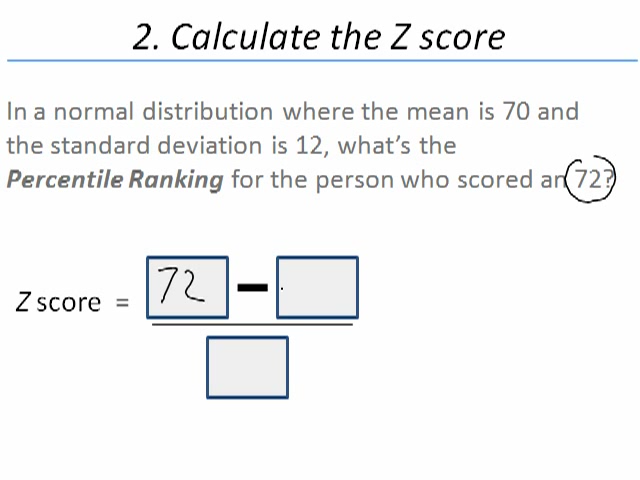 2. Calculate the Z score
In a normal distribution where the mean is 70 and
the standard deviation is 12, what's the
Percentile Ranking for the person who scored an 72?
Z score = 72 −